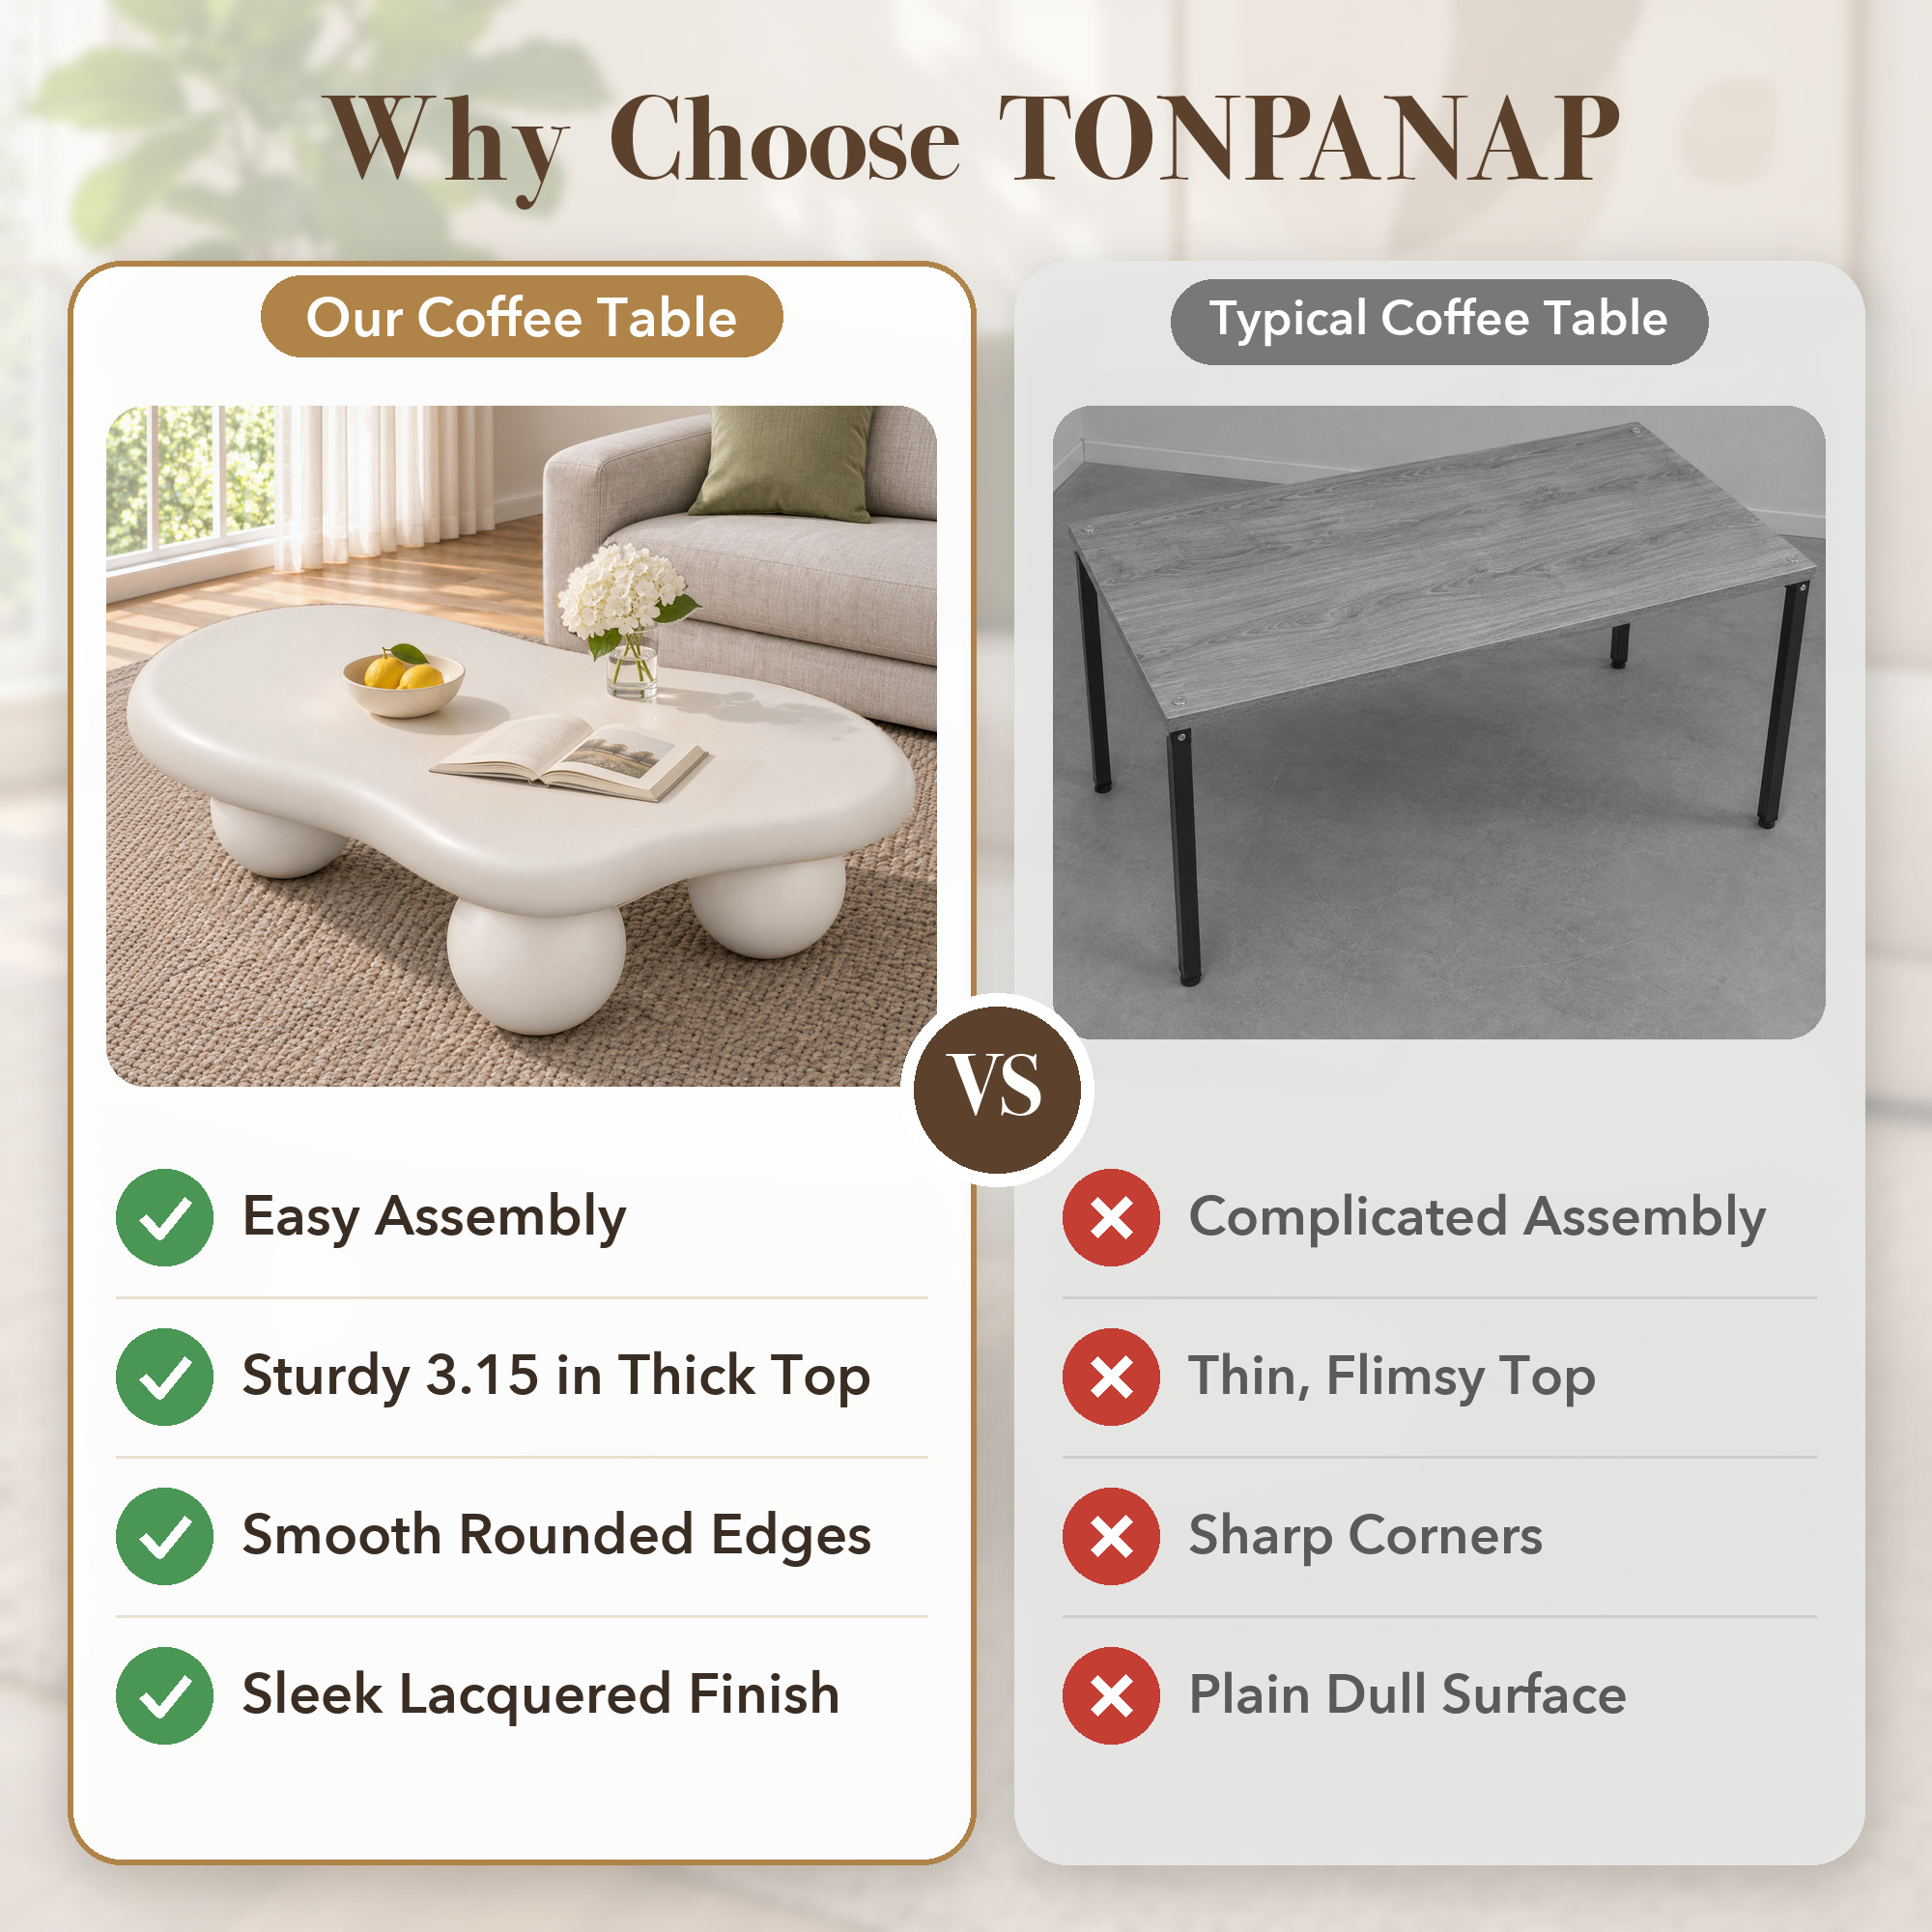 Why Choose TONPANAP
Our Coffee Table
Typical Coffee Table
VS
Easy Assembly
Sturdy 3.15 in Thick Top
Smooth Rounded Edges
Sleek Lacquered Finish
Complicated Assembly
Thin, Flimsy Top
Sharp Corners
Plain Dull Surface